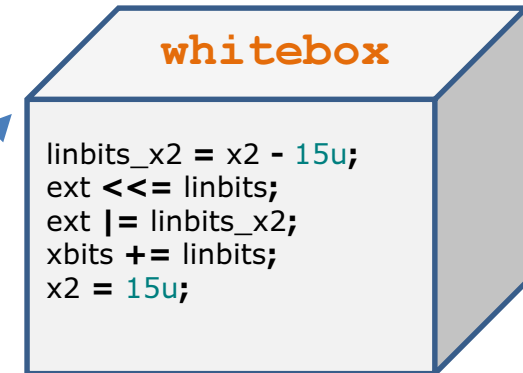 whitebox
linbits_x2 = x2 - 15u;
ext <<= linbits;
ext |= linbits_x2;
xbits += linbits;
x2 = 15u;